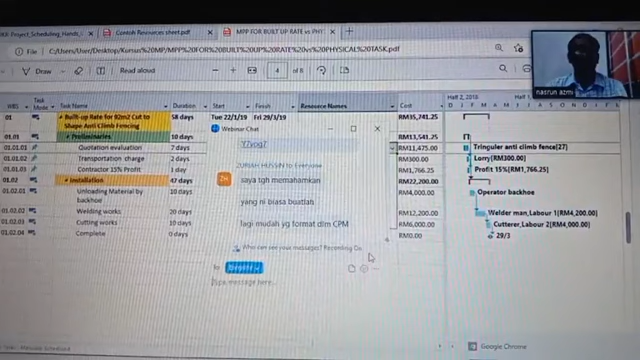 Project_Scheduling_Hands_
Contoh Resources sheet.pdf
MPP FOR BUILT UP RATE vs PHY
File
C:/Users/User/Desktop/Kursus%20MP/MPP%20FOR%20BUILT%20UP%20RATE%20vs%20PHYSICAL%20TASK.pdf
Draw
Read aloud
4
of 8
nasrun azmi
WBS
Task Mode
Task Name
Duration
Start
Finish
Resource Names
Cost
Half 2, 2018
01
Built-up Rate for 92m2 Cut to Shape Anti Climb Fencing
58 days
Tue 22/1/19
Fri 29/3/19
RM35,741.25
01.01
Preliminaries
10 days
RM13,541.25
01.01.01
Quotation evaluation
7 days
RM11,475.00
Tringuler anti climb fence[27]
01.01.02
Transportation charge
2 days
RM300.00
Lorry[RM300.00]
01.01.03
Contractor 15% Profit
1 day
RM1,766.25
Profit 15%[RM1,766.25]
01.02
Installation
47 days
RM22,200.00
01.02.01
Unloading Material by backhoe
RM4,000.00
Operator backhoe
01.02.02
Welding works
20 days
RM12,200.00
Welder man,Labour 1[RM4,200.00]
01.02.03
Cutting works
10 days
RM6,000.00
Cutterer,Labour 2[RM4,000.00]
01.02.04
Complete
0 days
RM0.00
29/3
Webinar Chat
ZURIAH HUSSIN to Everyone
saya tgh memahamkan
yang ni biasa buatlah
lagi mudah yg format dlm CPM
Who can see your messages? Recording On
To:
Type message here...
Google Chrome